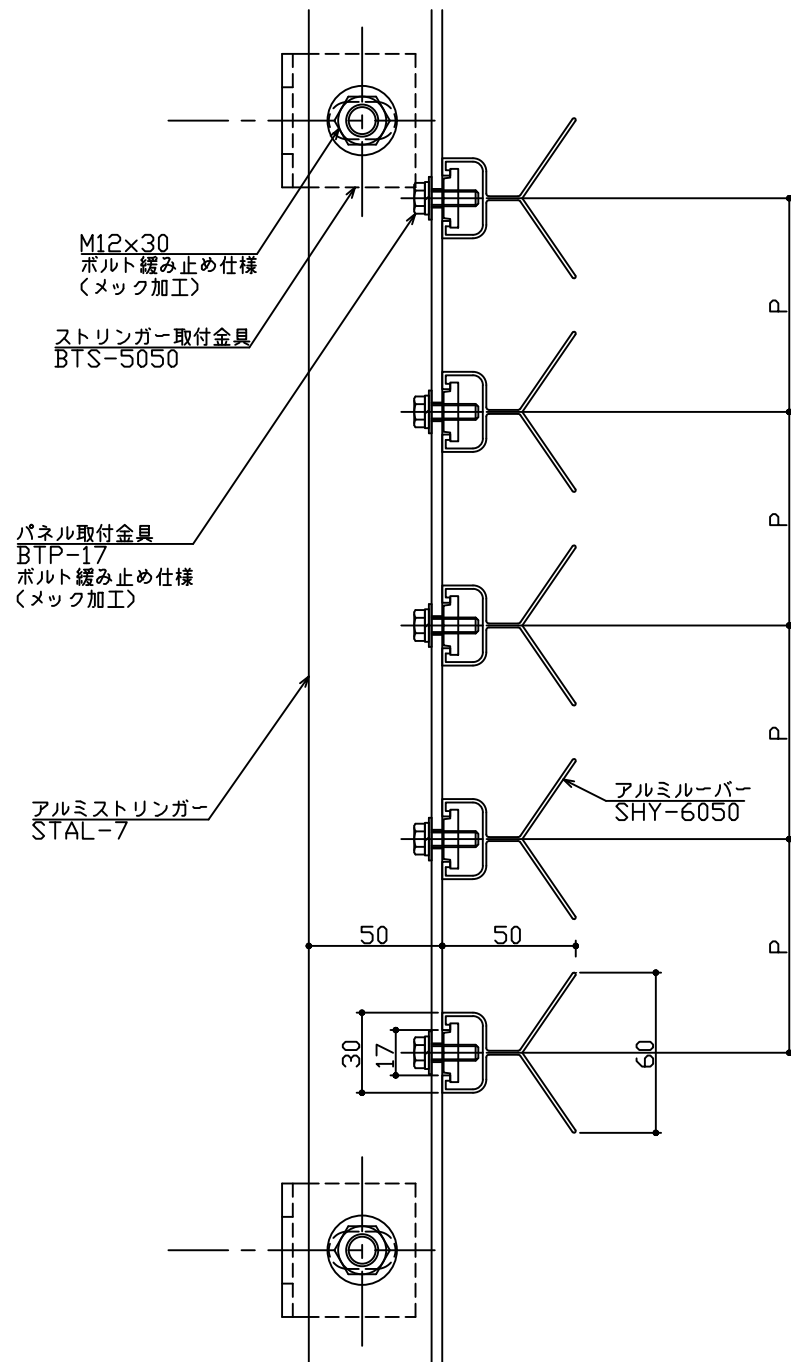 M12x30
ボルト緩み止め仕様
(メック加工)
ストリンガー取付金具
BTS-5050
P
P
パネル取付金具
BTP-17
ボルト緩み止め仕様
(メック加工)
P
アルミルーバー
SHY-6050
アルミストリンガー
STAL-7
50
50
P
30
17
60